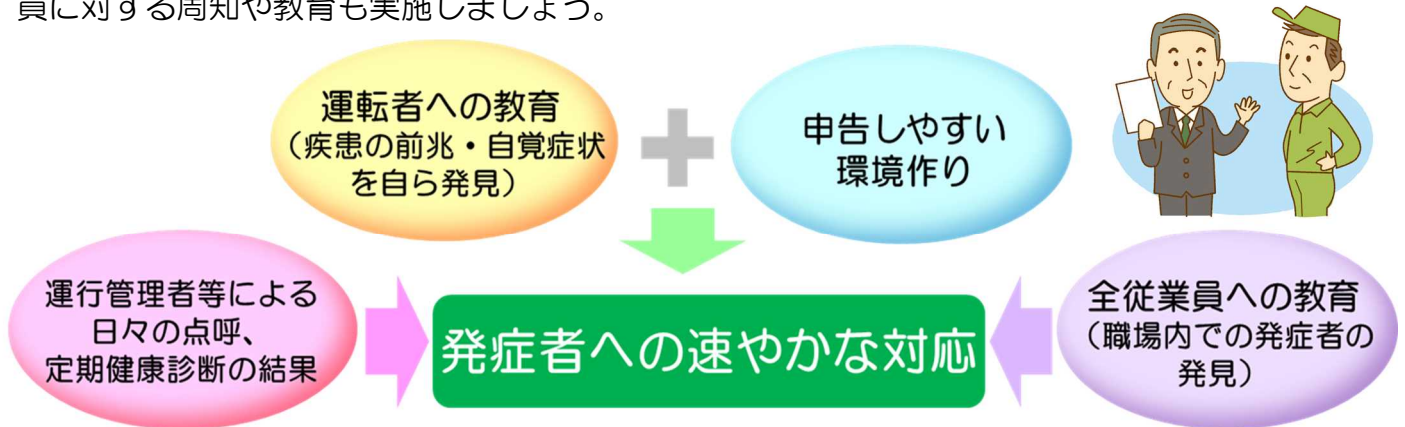 員に対する周知や教育も実施しましょう。
運転者への教育
（疾患の前兆・自覚症状
を自ら発見）
申告しやすい
環境作り
運行管理者等による
日々の点呼、
定期健康診断の結果
発症者への速やかな対応
全従業員への教育
（職場内での発症者の
発見）